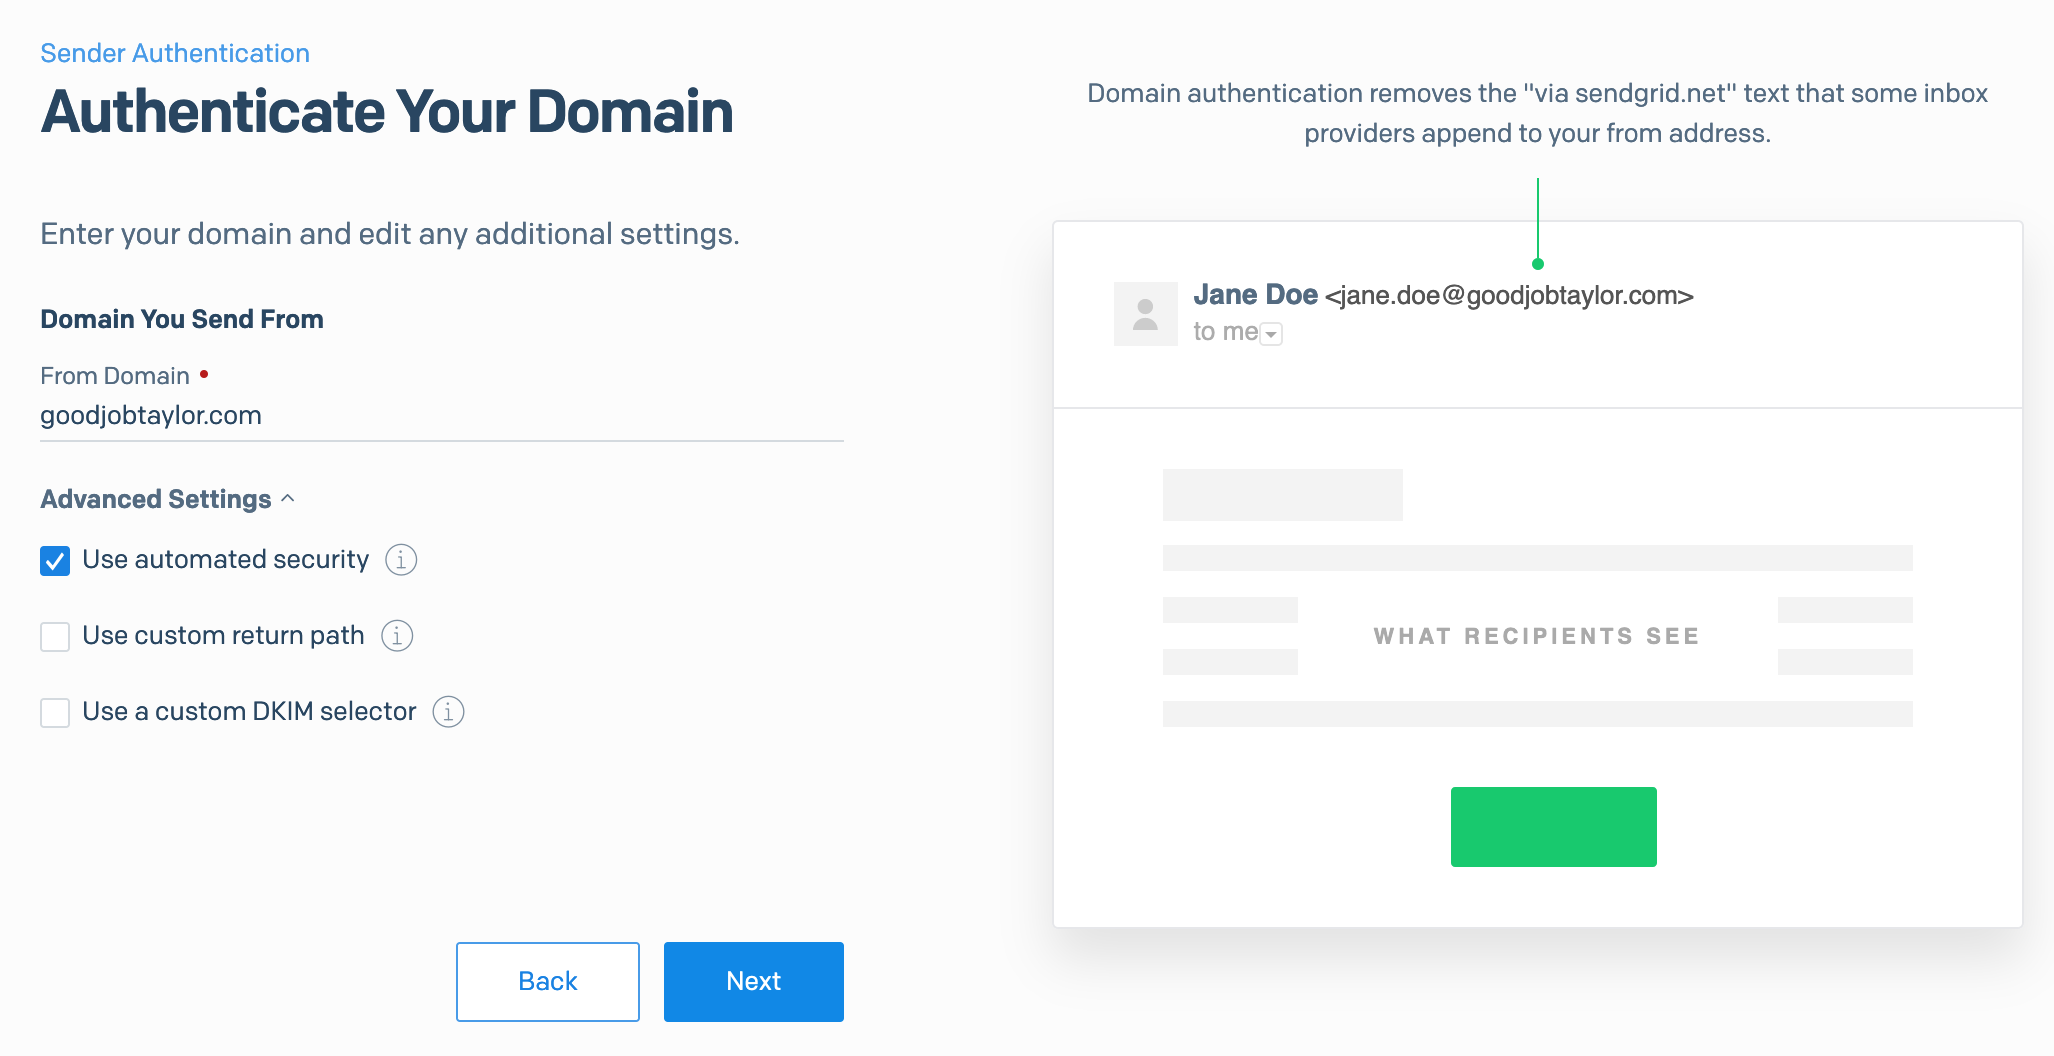 Sender Authentication
Authenticate Your Domain
Enter your domain and edit any additional settings.
Domain You Send From
From Domain
goodjobtaylor.com
Advanced Settings
Use automated security
Use custom return path
Use a custom DKIM selector
Back
Next
Domain authentication removes the "via sendgrid.net" text that some inbox
providers append to your from address.
Jane Doe <jane.doe@goodjobtaylor.com>
to me
WHAT RECIPIENTS SEE